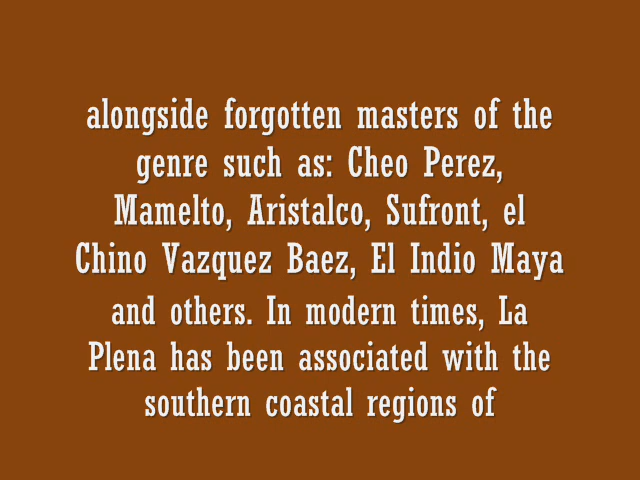 alongside forgotten masters of the
genre such as: Cheo Perez,
Mamelto, Aristalco, Sufront, el
Chino Vazquez Baez, El Indio Maya
and others. In modern times, La
Plena has been associated with the
southern coastal regions of